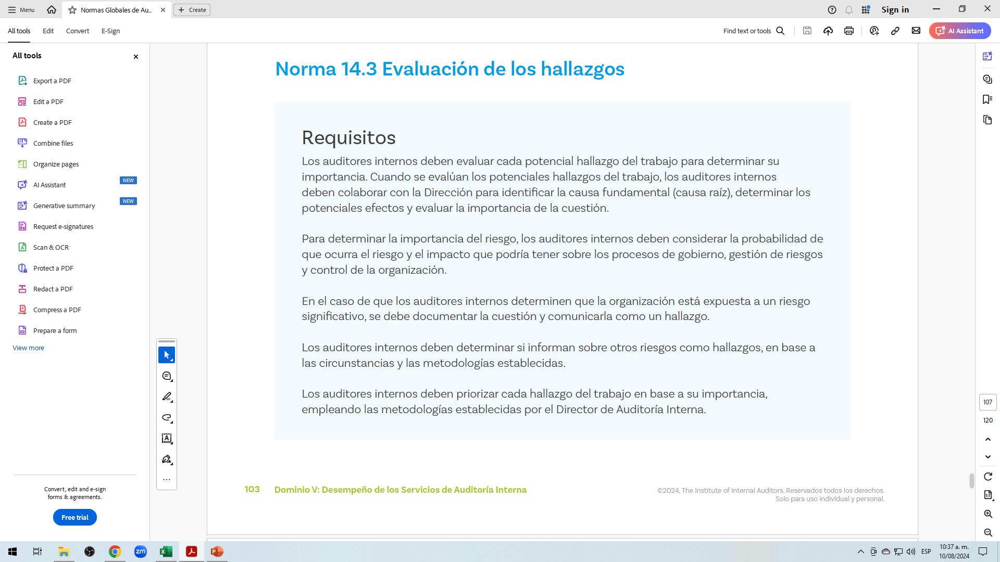 Menu
Normas Globales de Au...
Create
Sign in
All tools
Edit
Convert
E-Sign
Find text or tools
AI Assistant
All tools
Export a PDF
Edit a PDF
Create a PDF
Combine files
Organize pages
AI Assistant
NEW
Generative summary
NEW
Request e-signatures
Scan & OCR
Protect a PDF
Redact a PDF
Compress a PDF
Prepare a form
View more
Convert, edit and e-sign
forms & agreements.
Free trial
Norma 14.3 Evaluación de los hallazgos
Requisitos
Los auditores internos deben evaluar cada potencial hallazgo del trabajo para determinar su
importancia. Cuando se evalúan los potenciales hallazgos del trabajo, los auditores internos
deben colaborar con la Dirección para identificar la causa fundamental (causa raíz), determinar los
potenciales efectos y evaluar la importancia de la cuestión.
Para determinar la importancia del riesgo, los auditores internos deben considerar la probabilidad de
que ocurra el riesgo y el impacto que podría tener sobre los procesos de gobierno, gestión de riesgos
y control de la organización.
En el caso de que los auditores internos determinen que la organización está expuesta a un riesgo
significativo, se debe documentar la cuestión y comunicarla como un hallazgo.
Los auditores internos deben determinar si informan sobre otros riesgos como hallazgos, en base a
las circunstancias y las metodologías establecidas.
Los auditores internos deben priorizar cada hallazgo del trabajo en base a su importancia,
empleando las metodologías establecidas por el Director de Auditoría Interna.
103 Dominio V: Desempeño de los Servicios de Auditoría Interna
©2024, The Institute of Internal Auditors. Reservados todos los derechos.
Solo para uso individual y personal.
107
120
1:1
zm
ESP
10:37 a. m.
10/08/2024